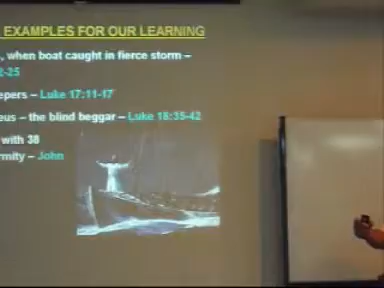 EXAMPLES FOR OUR LEARNING
, when boat caught in fierce storm –
2-25
epers – Luke 17:11-17
eus – the blind beggar – Luke 18:35-42
with 38
rmity – John